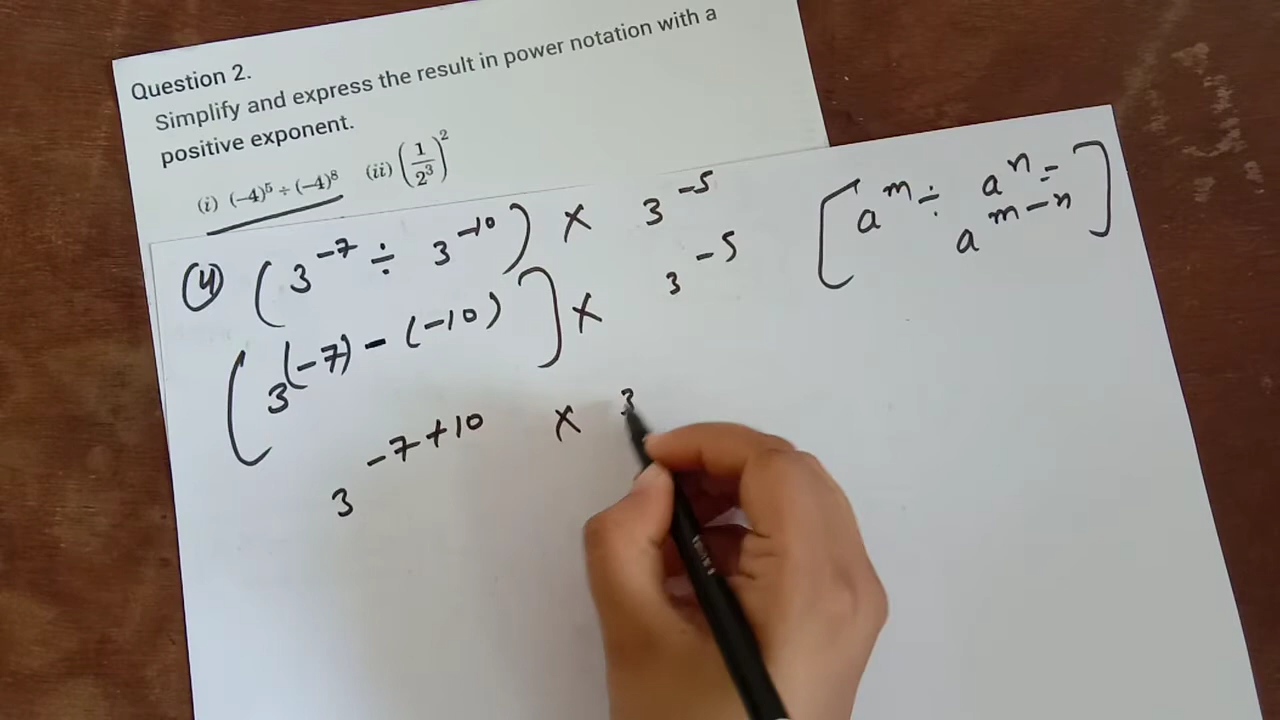 Question 2.
Simplify and express the result in power notation with a
positive exponent.
(i) (−4)⁵ ÷ (−4)⁸ (ii) (1/2³)²
(4) (3⁻⁷ ÷ 3⁻¹⁰) × 3⁻⁵ [aᵐ ÷ aⁿ =
aᵐ⁻ⁿ]
[3⁽⁻⁷⁾ ⁻ ⁽⁻¹⁰⁾] × 3⁻⁵
3⁻⁷⁺¹⁰ × 3